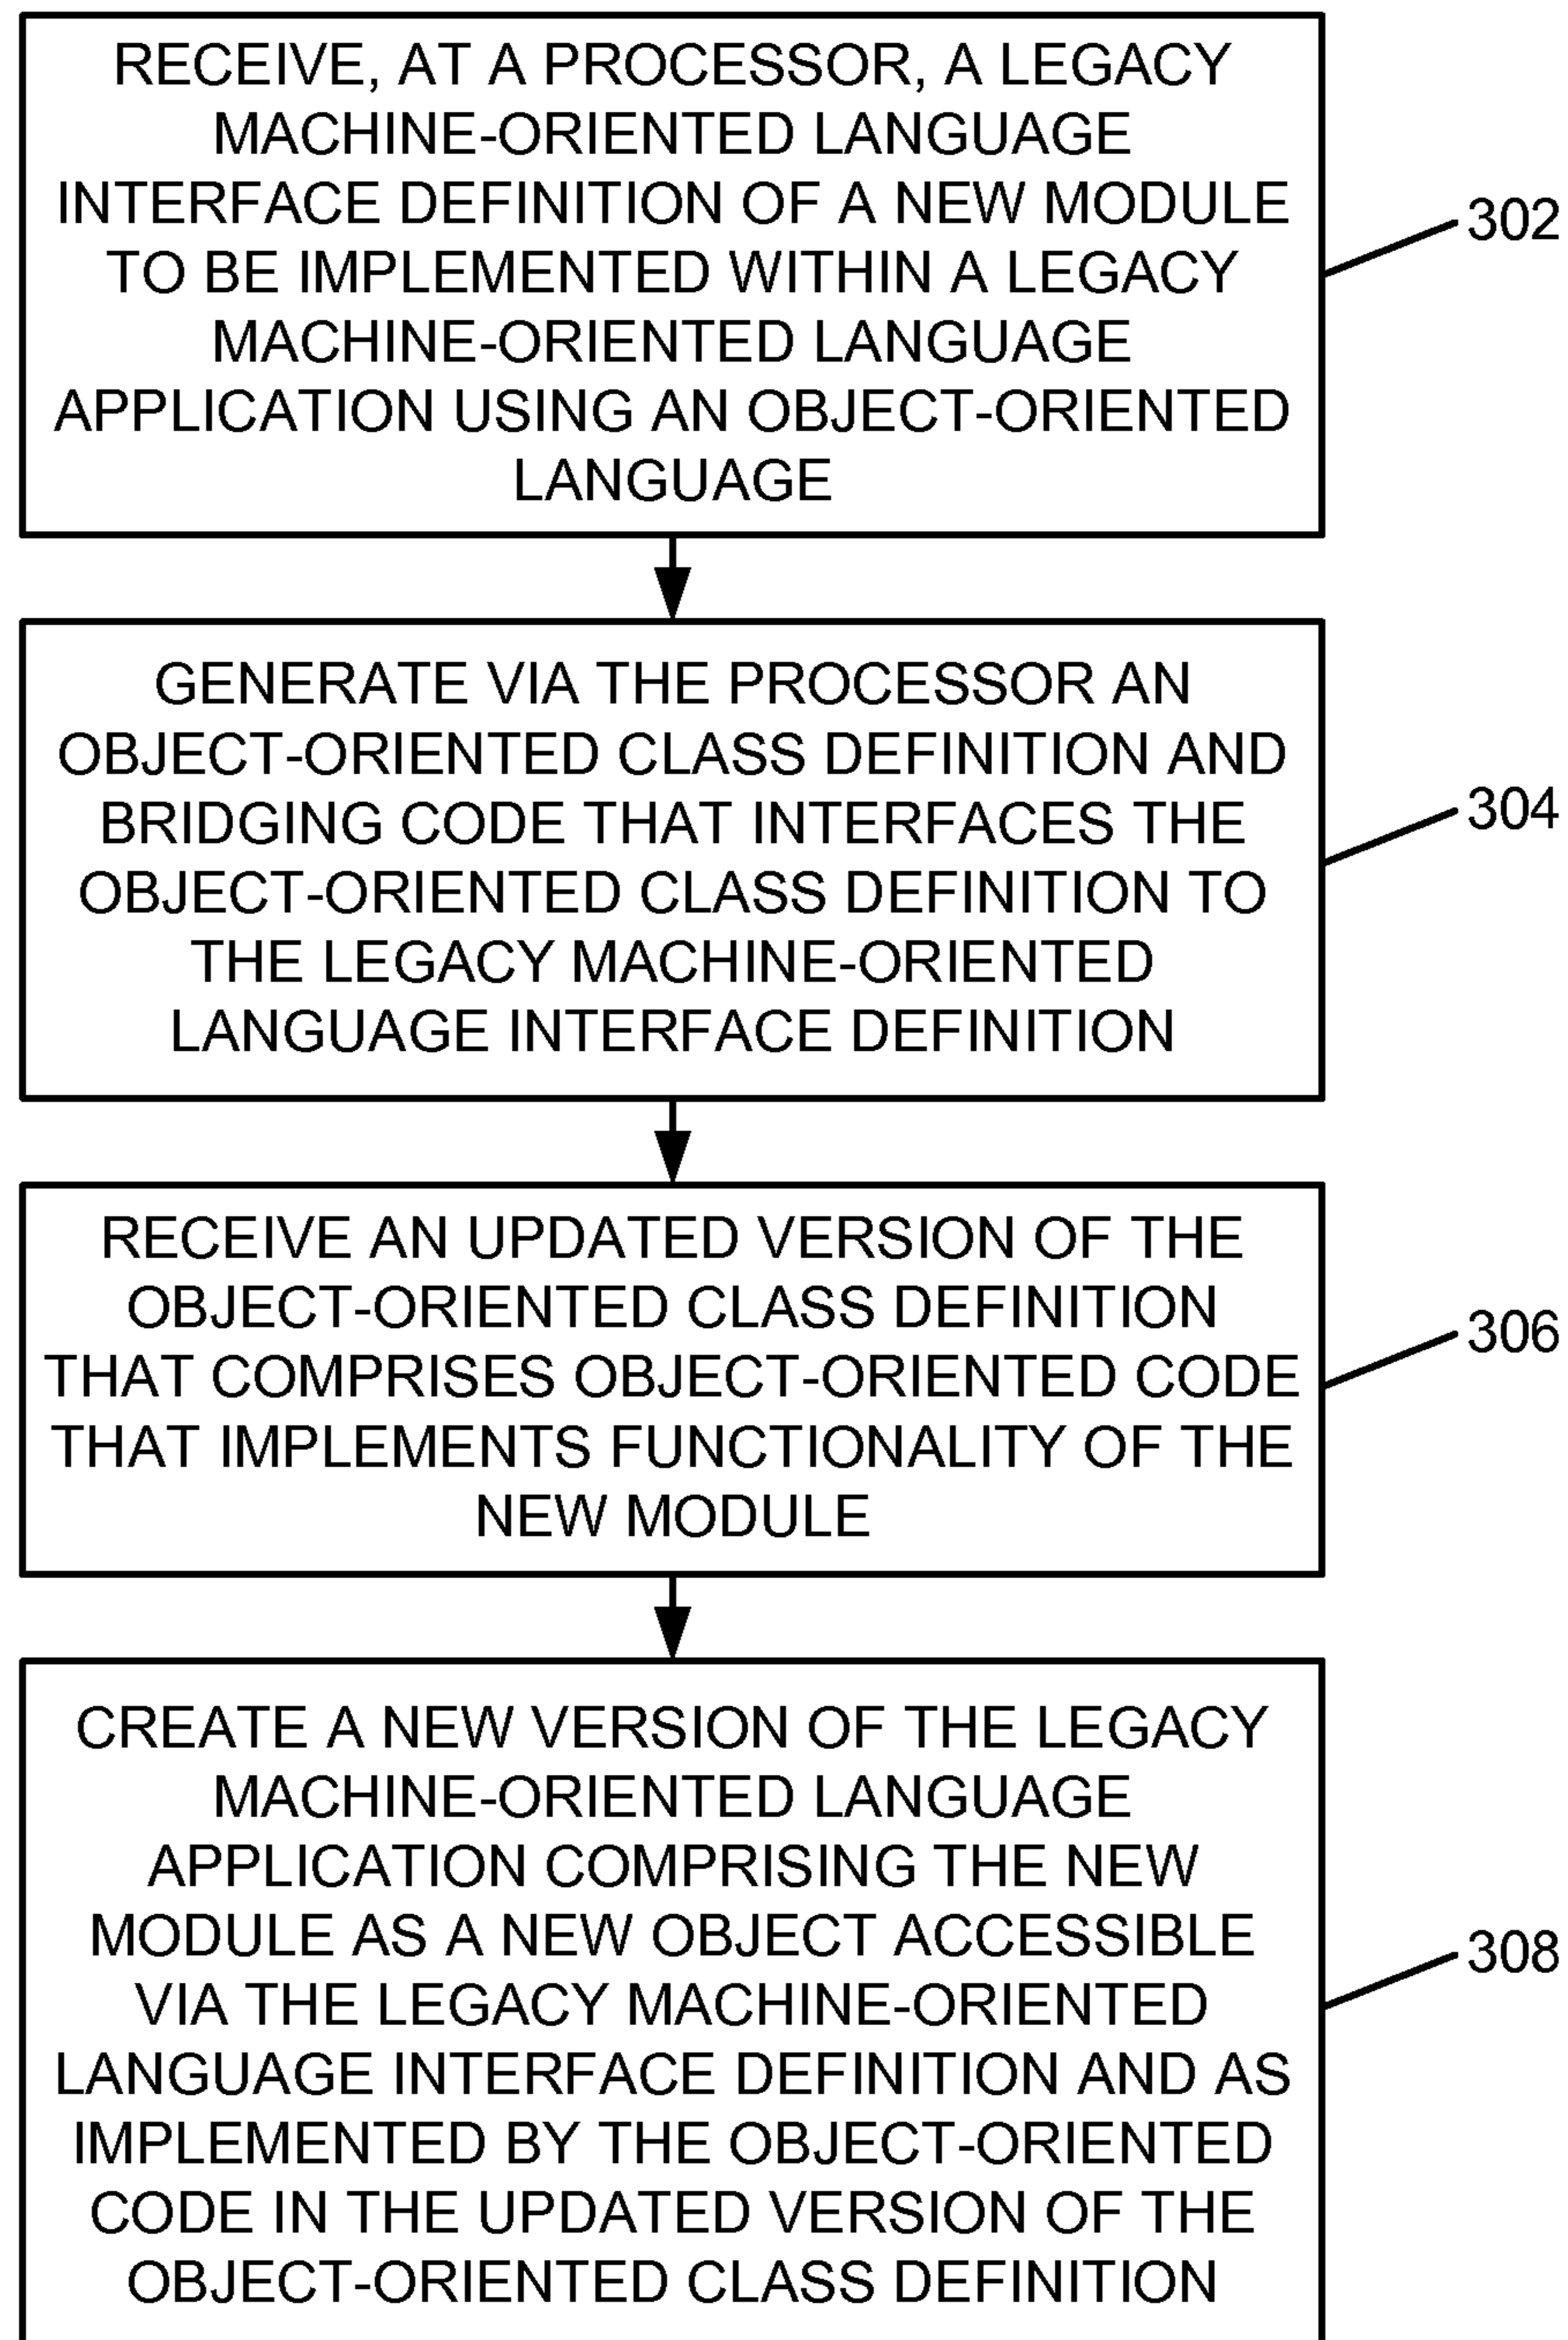 RECEIVE, AT A PROCESSOR, A LEGACY
MACHINE-ORIENTED LANGUAGE
INTERFACE DEFINITION OF A NEW MODULE
TO BE IMPLEMENTED WITHIN A LEGACY
MACHINE-ORIENTED LANGUAGE
APPLICATION USING AN OBJECT-ORIENTED
LANGUAGE
302
GENERATE VIA THE PROCESSOR AN
OBJECT-ORIENTED CLASS DEFINITION AND
BRIDGING CODE THAT INTERFACES THE
OBJECT-ORIENTED CLASS DEFINITION TO
THE LEGACY MACHINE-ORIENTED
LANGUAGE INTERFACE DEFINITION
304
RECEIVE AN UPDATED VERSION OF THE
OBJECT-ORIENTED CLASS DEFINITION
THAT COMPRISES OBJECT-ORIENTED CODE
THAT IMPLEMENTS FUNCTIONALITY OF THE
NEW MODULE
306
CREATE A NEW VERSION OF THE LEGACY
MACHINE-ORIENTED LANGUAGE
APPLICATION COMPRISING THE NEW
MODULE AS A NEW OBJECT ACCESSIBLE
VIA THE LEGACY MACHINE-ORIENTED
LANGUAGE INTERFACE DEFINITION AND AS
IMPLEMENTED BY THE OBJECT-ORIENTED
CODE IN THE UPDATED VERSION OF THE
OBJECT-ORIENTED CLASS DEFINITION
308